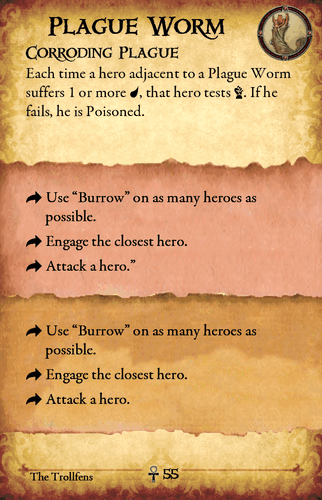 Plague Worm
Corroding Plague
Each time a hero adjacent to a Plague Worm
suffers 1 or more , that hero tests . If he
fails, he is Poisoned.
Use “Burrow” on as many heroes as
possible.
Engage the closest hero.
Attack a hero.”
Use “Burrow” on as many heroes as
possible.
Engage the closest hero.
Attack a hero.
The Trollfens
55